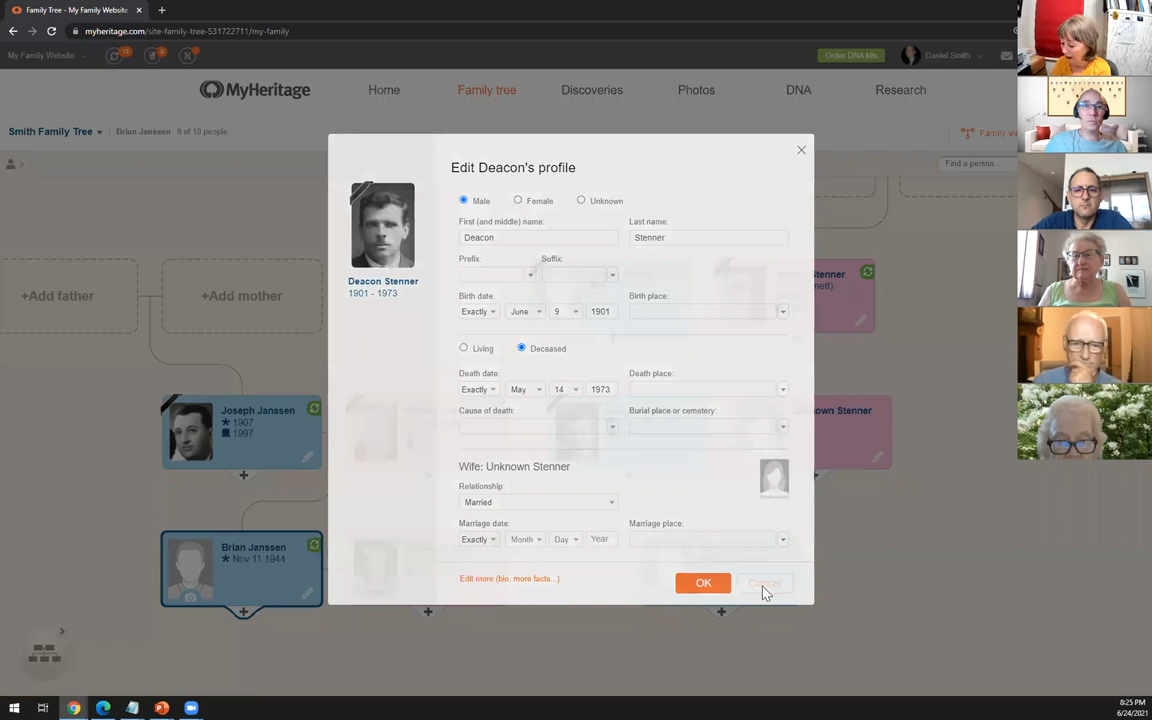 Family Tree - My Family Website
myheritage.com/site-family-tree-531722711/my-family
My Family Website
13
8
Order DNA kits
Daniel Smith
MyHeritage
Home
Family tree
Discoveries
Photos
DNA
Research
Smith Family Tree
Brian Janssen
9 of 10 people
Family vi
Find a person...
+Add father
+Add mother
Joseph Janssen
1907
1997
Brian Janssen
Nov 11 1944
Stenner
nett)
own Stenner
Deacon Stenner
1901 - 1973
Edit Deacon's profile
Male
Female
Unknown
First (and middle) name:
Last name:
Deacon
Stenner
Prefix:
Suffix:
Birth date:
Birth place:
Exactly
June
9
1901
Living
Deceased
Death date:
Death place:
Exactly
May
14
1973
Cause of death:
Burial place or cemetery:
Wife: Unknown Stenner
Relationship:
Married
Marriage date:
Marriage place:
Exactly
Month
Day
Year
Edit more (bio, more facts...)
OK
Cancel
8:25 PM
6/24/2021